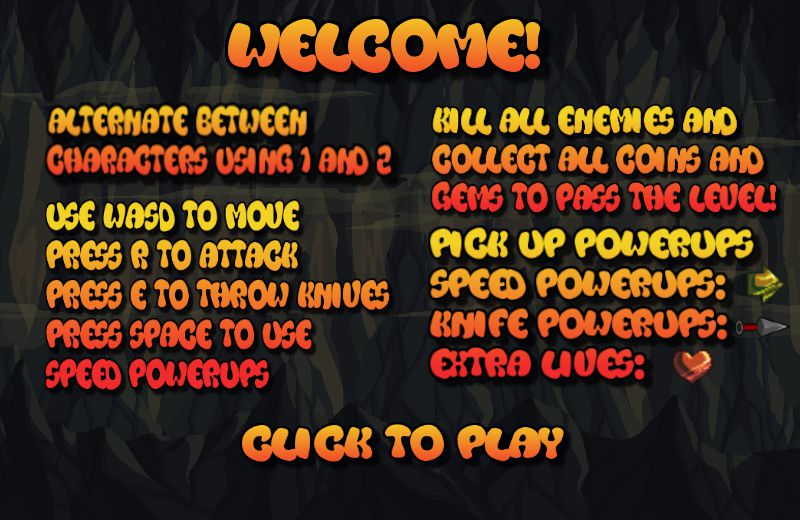 WELCOME!
ALTERNATE BETWEEN
CHARACTERS USING 1 AND 2
USE WASD TO MOVE
PRESS R TO ATTACK
PRESS E TO THROW KNIVES
PRESS SPACE TO USE
SPEED POWERUPS
KILL ALL ENEMIES AND
COLLECT ALL COINS AND
GEMS TO PASS THE LEVEL!
PICK UP POWERUPS
SPEED POWERUPS:
KNIFE POWERUPS:
EXTRA LIVES:
CLICK TO PLAY